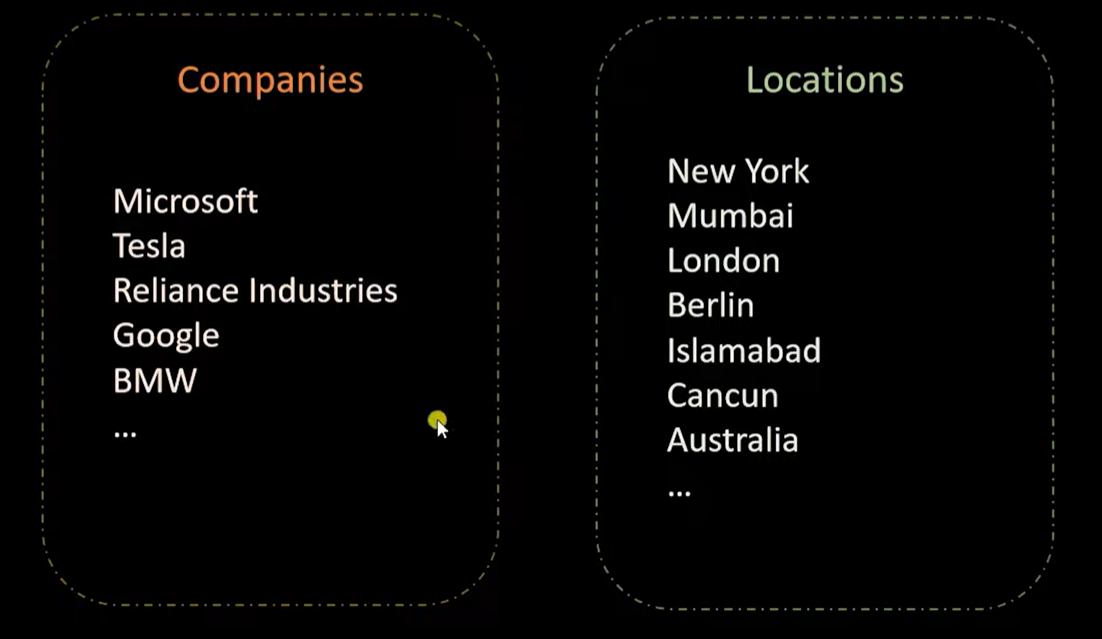 Companies
Microsoft
Tesla
Reliance Industries
Google
BMW
...
Locations
New York
Mumbai
London
Berlin
Islamabad
Cancun
Australia
...